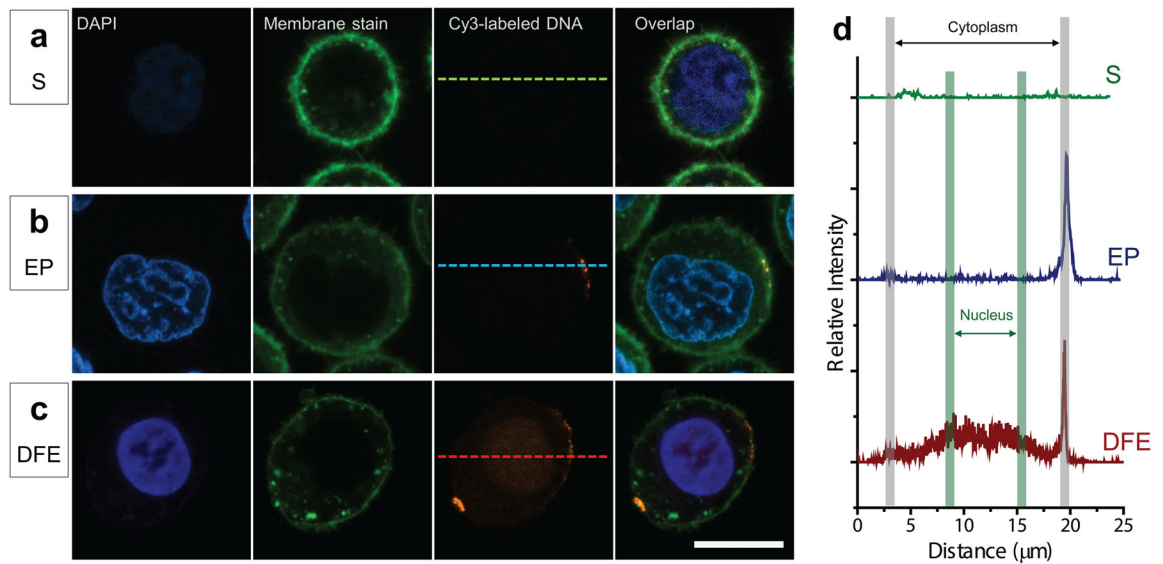 a
S
DAPI
Membrane stain
Cy3-labeled DNA
Overlap
b
EP
c
DFE
d
Cytoplasm
S
EP
Nucleus
DFE
Relative Intensity
0 5 10 15 20 25
Distance (μm)